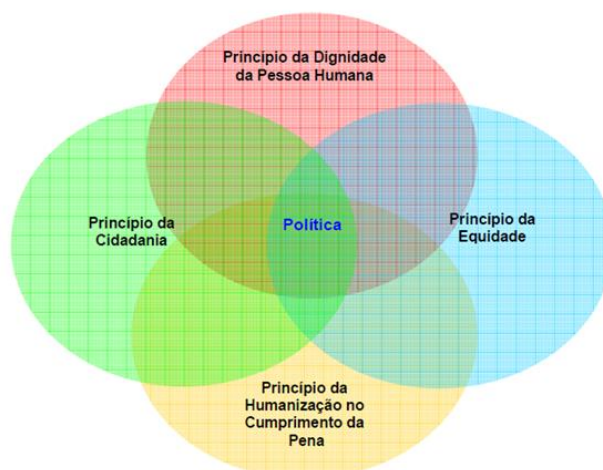 Princípio da Dignidade
da Pessoa Humana
Princípio da
Cidadania
Política
Princípio da
Equidade
Princípio da
Humanização no
Cumprimento da
Pena